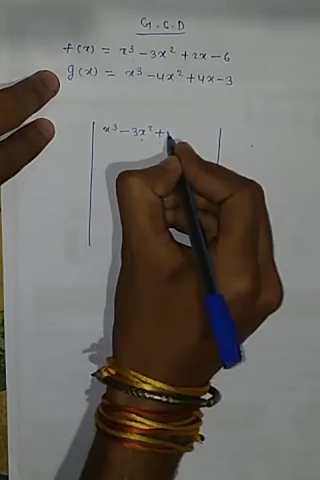 G.C.D
f(x) = x³ - 3x² + 2x - 6
g(x) = x³ - 4x² + 4x - 3
x³ - 3x² +